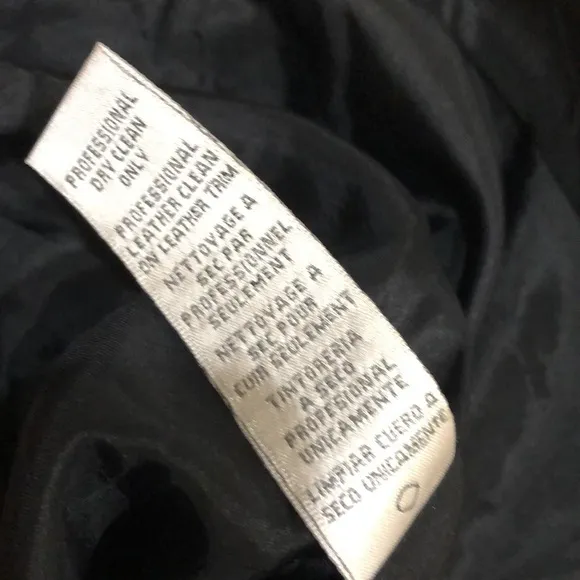 PROFESSIONAL
DRY CLEAN
ONLY
PROFESSIONAL
LEATHER CLEAN
ON LEATHER TRIM
NETTOYAGE A
SEC PAR
PROFESSIONNEL
SEULEMENT
NETTOYAGE A
SEC POUR
CUIR SEULEMENT
TINTORERIA
A SECO
PROFESIONAL
UNICAMENTE
LIMPIAR CUERO A
SECO UNICAMENTE